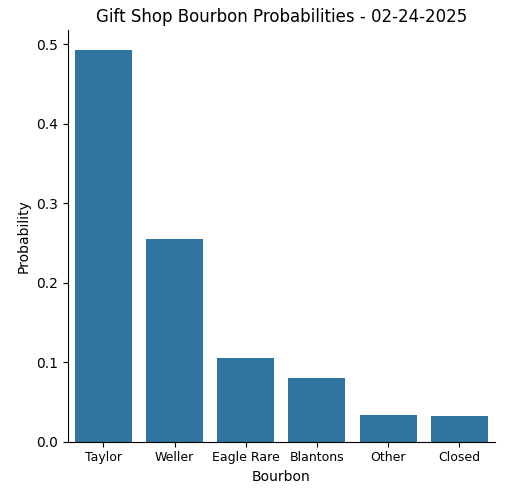 Gift Shop Bourbon Probabilities - 02-24-2025
0.5
0.4
0.3
0.2
0.1
0.0
Probability
Taylor Weller Eagle Rare Blantons Other Closed
Bourbon